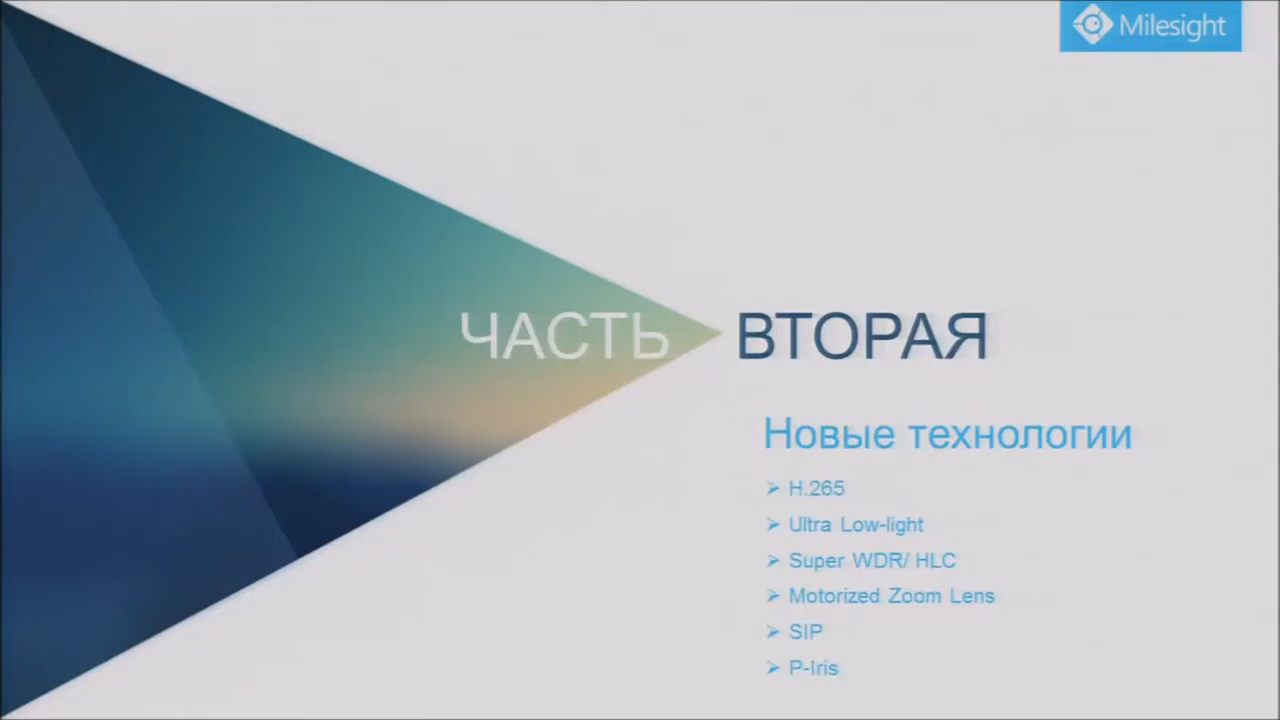 Milesight
ЧАСТЬ ВТОРАЯ
Новые технологии
➢ H.265
➢ Ultra Low-light
➢ Super WDR/ HLC
➢ Motorized Zoom Lens
➢ SIP
➢ P-Iris